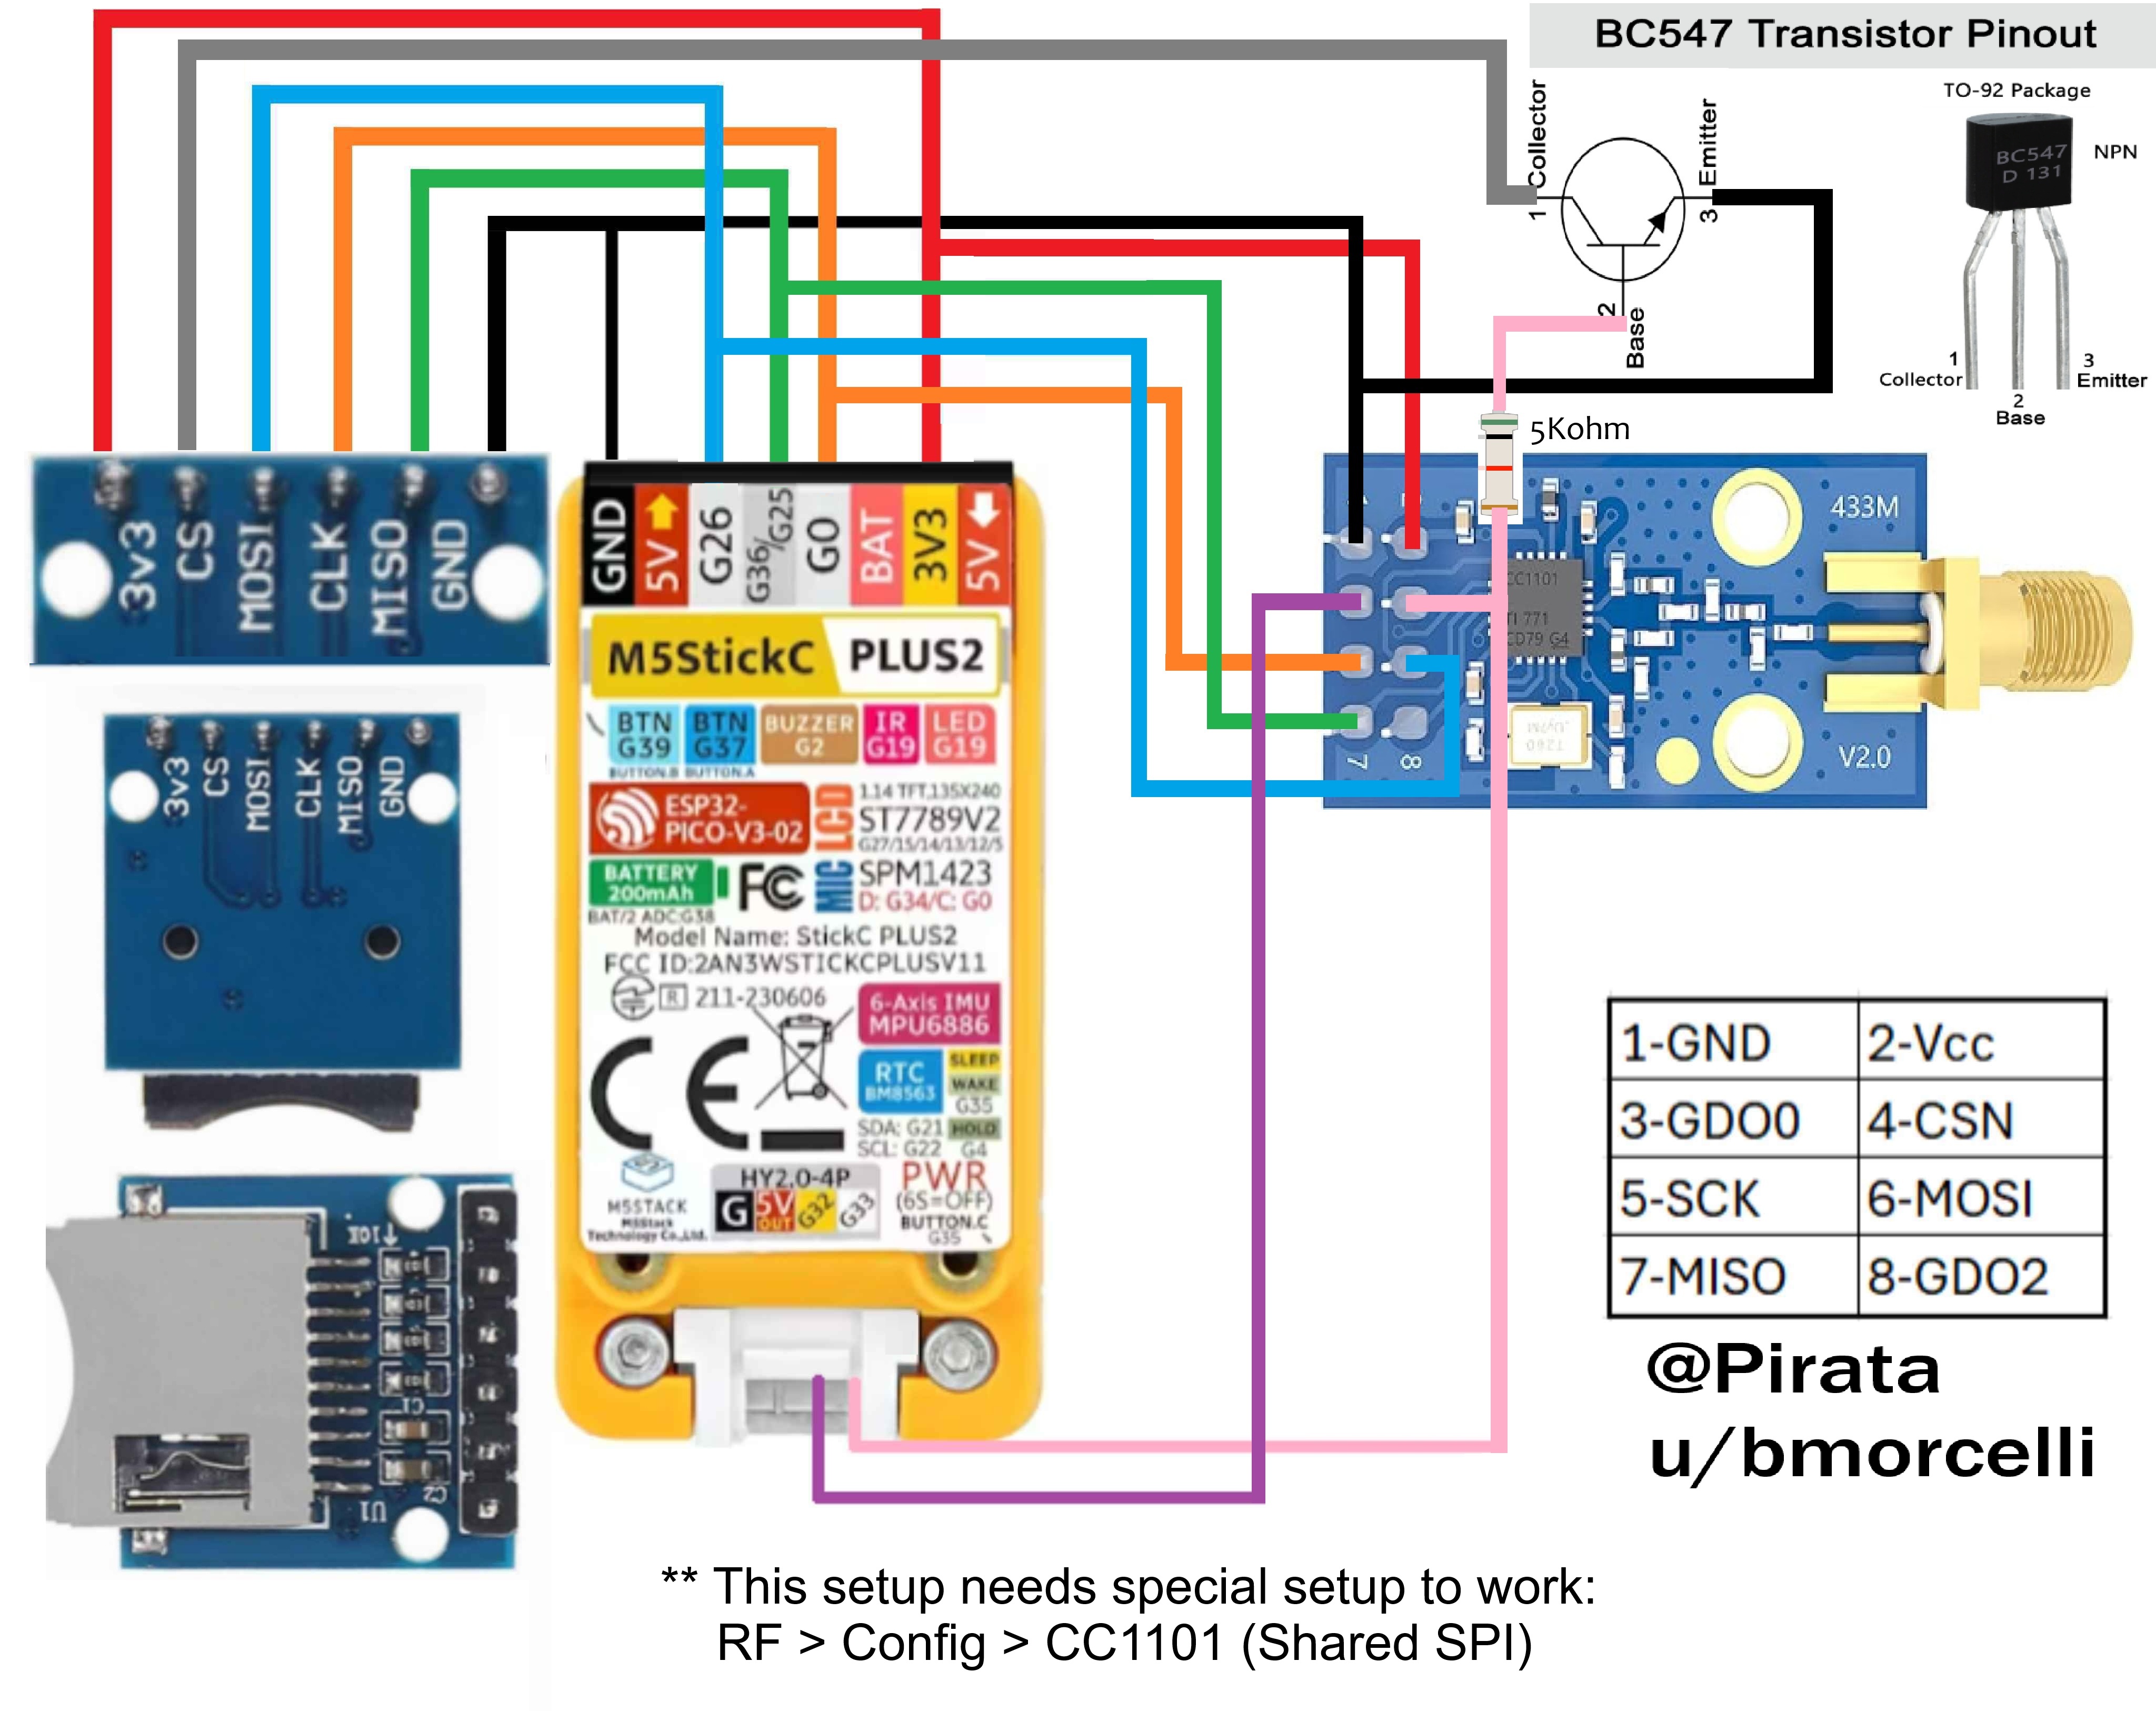 BC547 Transistor Pinout
TO-92 Package
NPN
BC547
D 131
1
Collector
2
Base
3
Emitter
Collector
1
Emitter
3
2
Base
5Kohm
3v3
CS
MOSI
CLK
MISO
GND
GND
5V
G26
G36/G25
G0
BAT
3V3
5V
M5StickC PLUS2
BTN G39
BUTTON.B
BTN G37
BUTTON.A
BUZZER G2
IR G19
LED G19
ESP32-
PICO-V3-02
LCD
1.14 TFT,135X240
ST7789V2
G27/15/14/13/12/5
BATTERY
200mAh
BAT/2 ADC:G38
FC
MIC
SPM1423
D: G34/C: G0
Model Name: StickC PLUS2
FCC ID:2AN3WSTICKCPLUSV11
R 211-230606
6-Axis IMU
MPU6886
CE
RTC
BM8563
SLEEP
WAKE
G35
SDA: G21
SCL: G22
HOLD
G4
M5STACK
M5Stack
Technology Co.,Ltd.
HY2.0-4P
G
5V
OUT
G32
G33
PWR
(6S=OFF)
BUTTON.C
G35
433M
CC1101
TI 771
CD79 G4
V2.0
7
8
3v3
CS
MOSI
CLK
MISO
GND
C1
C2
U1
1-GND 2-Vcc
3-GDO0 4-CSN
5-SCK 6-MOSI
7-MISO 8-GDO2
@Pirata
u/bmorcelli
** This setup needs special setup to work:
RF > Config > CC1101 (Shared SPI)